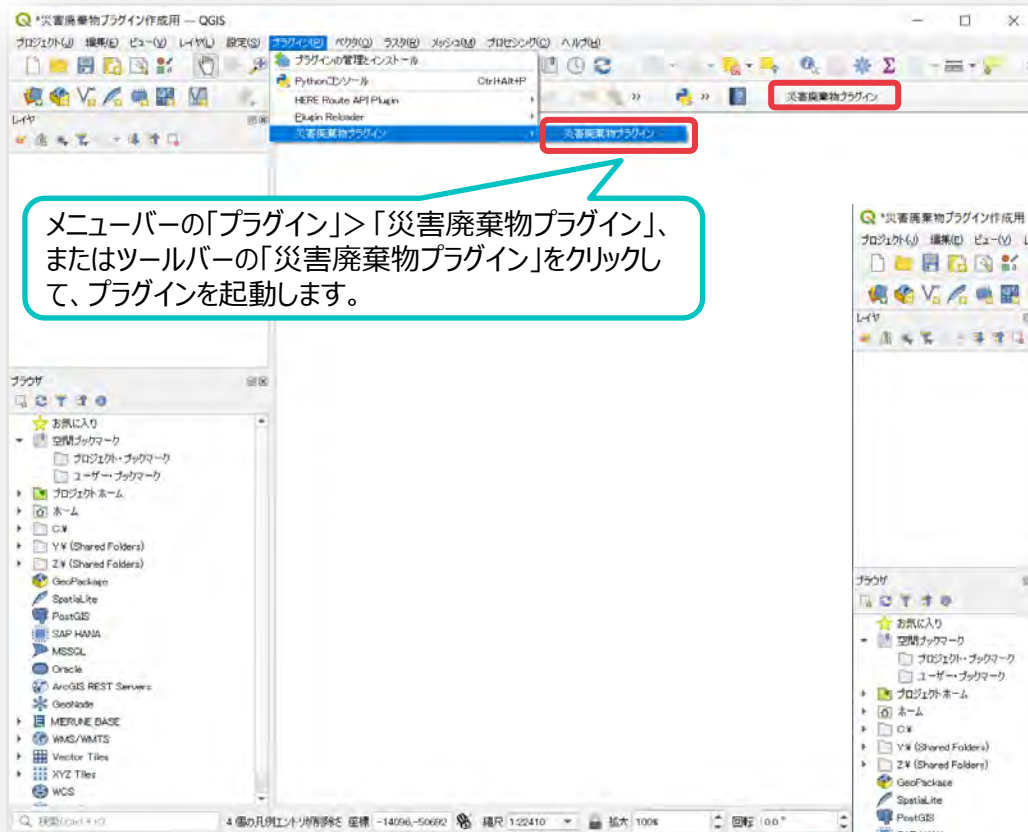 *災害廃棄物プラグイン作成用 — QGIS
プロジェクト(J) 編集(E) ビュー(V) レイヤ(L) 設定(S) プラグイン(P) ベクタ(O) ラスタ(R) メッシュ(M) プロセシング(C) ヘルプ(H)
プラグインの管理とインストール
Pythonコンソール Ctrl+Alt+P
HERE Route API Plugin
Plugin Reloader
災害廃棄物プラグイン
災害廃棄物プラグイン
災害廃棄物プラグイン
レイヤ
メニューバーの「プラグイン」＞「災害廃棄物プラグイン」、
またはツールバーの「災害廃棄物プラグイン」をクリックし
て、プラグインを起動します。
ブラウザ
お気に入り
空間ブックマーク
プロジェクト・ブックマーク
ユーザー・ブックマーク
プロジェクトホーム
ホーム
C:¥
Y:¥ (Shared Folders)
Z:¥ (Shared Folders)
GeoPackage
SpatiaLite
PostGIS
SAP HANA
MSSQL
Oracle
ArcGIS REST Servers
GeoNode
MIERUNE BASE
WMS/WMTS
Vector Tiles
XYZ Tiles
WCS
4 個の凡例エントリが削除され 座標 -14096,-50692 縮尺 1:22410 拡大 100% 回転 0.0 °
*災害廃棄物プラグイン作成用
プロジェクト(J) 編集(E) ビュー(V)
レイヤ
ブラウザ
お気に入り
空間ブックマーク
プロジェクト・ブックマーク
ユーザー・ブックマーク
プロジェクトホーム
ホーム
C:¥
Y:¥ (Shared Folders)
Z:¥ (Shared Folders)
GeoPackage
SpatiaLite
PostGIS